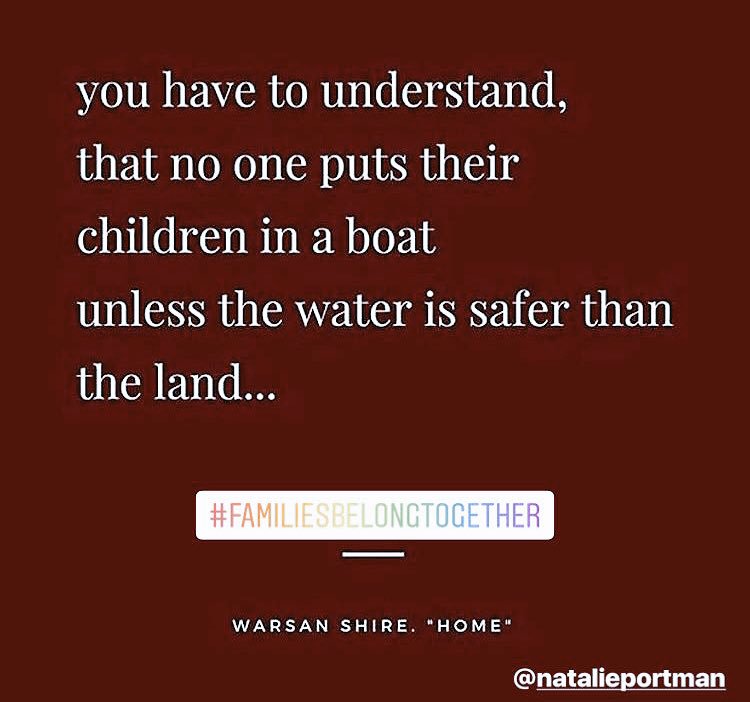 you have to understand,
that no one puts their
children in a boat
unless the water is safer than
the land...
#FAMILIESBELONGTOGETHER
WARSAN SHIRE. "HOME"
@natalieportman